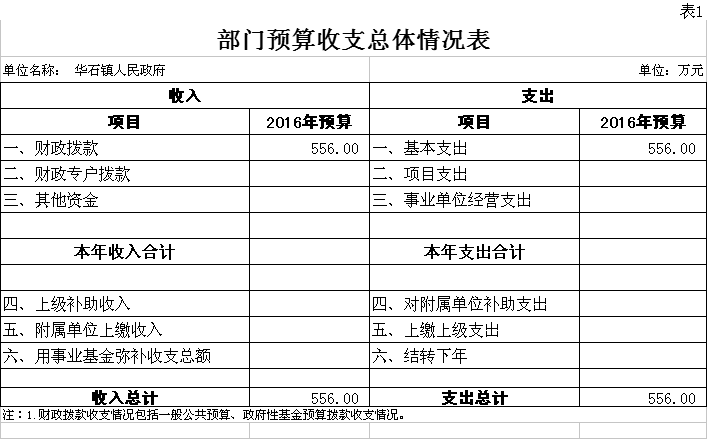 表1
部门预算收支总体情况表
单位名称： 华石镇人民政府 单位：万元
收入 支出
项目 2016年预算 项目 2016年预算
一、财政拨款 556.00 一、基本支出 556.00
二、财政专户拨款 二、项目支出
三、其他资金 三、事业单位经营支出
本年收入合计 本年支出合计
四、上级补助收入 四、对附属单位补助支出
五、附属单位上缴收入 五、上缴上级支出
六、用事业基金弥补收支总额 六、结转下年
收入总计 556.00 支出总计 556.00
注：1.财政拨款收支情况包括一般公共预算、政府性基金预算拨款收支情况。